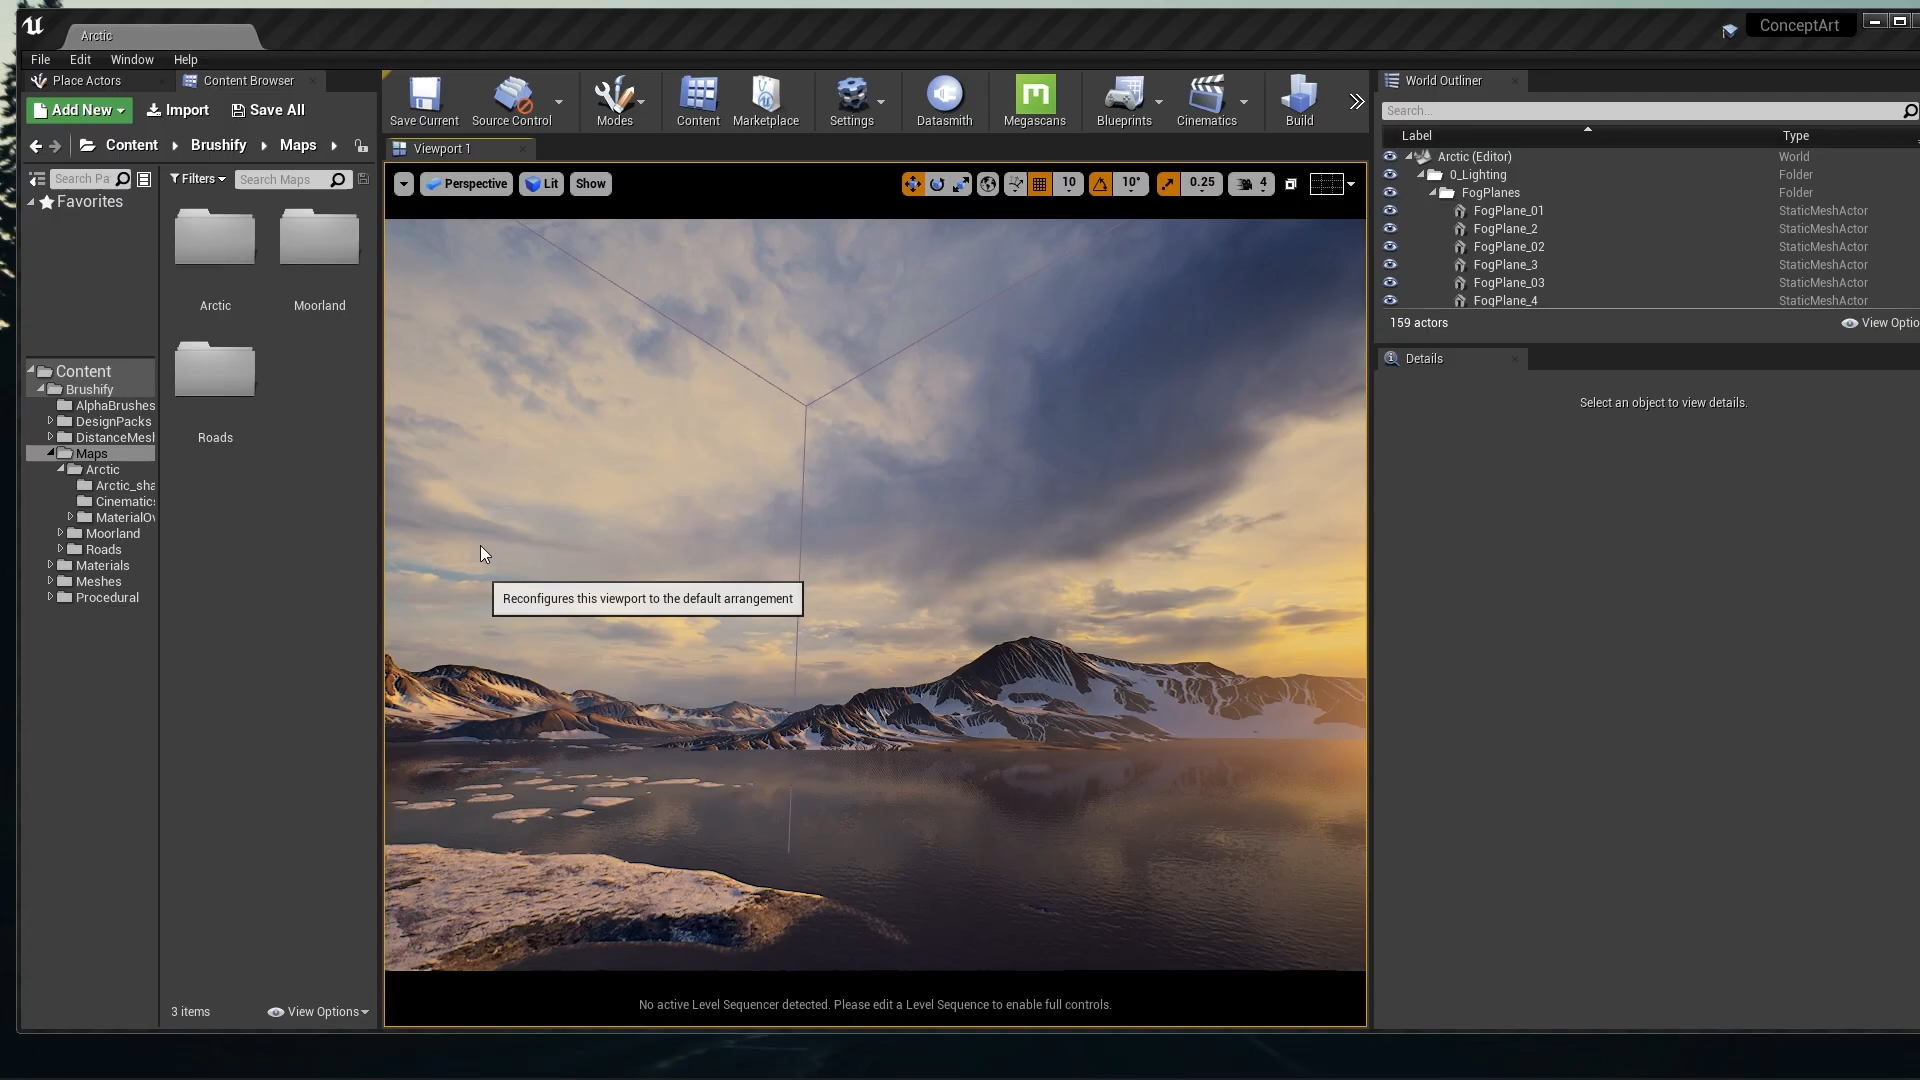 Arctic
ConceptArt
File Edit Window Help
Place Actors Content Browser
Add New Import Save All
Content Brushify Maps
Search Pa Filters Search Maps
Favorites
Arctic Moorland
Roads
Content
Brushify
AlphaBrushes
DesignPacks
DistanceMesh
Maps
Arctic
Arctic_sha
Cinematics
MaterialOv
Moorland
Roads
Materials
Meshes
Procedural
3 items View Options
Save Current Source Control Modes Content Marketplace Settings Datasmith Megascans Blueprints Cinematics Build
Viewport 1
Perspective Lit Show 10 10° 0.25 4
Reconfigures this viewport to the default arrangement
No active Level Sequencer detected. Please edit a Level Sequence to enable full controls.
World Outliner
Search...
Label Type
Arctic (Editor) World
0_Lighting Folder
FogPlanes Folder
FogPlane_01 StaticMeshActor
FogPlane_2 StaticMeshActor
FogPlane_02 StaticMeshActor
FogPlane_3 StaticMeshActor
FogPlane_03 StaticMeshActor
FogPlane_4 StaticMeshActor
159 actors View Optio
Details
Select an object to view details.